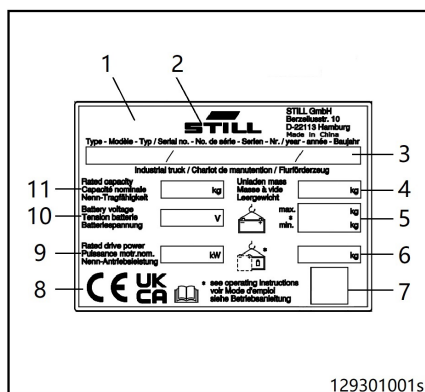 1
2
STILL
STILL GmbH
Berzeliusstr. 10
D-22113 Hamburg
Made in China
Type - Modèle - Typ / Serial no. - No. de série - Serien - Nr. / year - année - Baujahr
/ /
3
Industrial truck / Chariot de manutention / Flurförderzeug
11
Rated capacity
Capacité nominale
Nenn-Tragfähigkeit
kg
Unladen mass
Masse à vide
Leergewicht
kg
4
10
Battery voltage
Tension batterie
Batteriespannung
V
max.
kg
*
min.
kg
5
9
Rated drive power
Puissance motr.nom.
Nenn-Antriebsleistung
kW
*
kg
6
8
CE UK
CA
* see operating instructions
voir Mode d'emploi
siehe Betriebsanleitung
7
129301001s